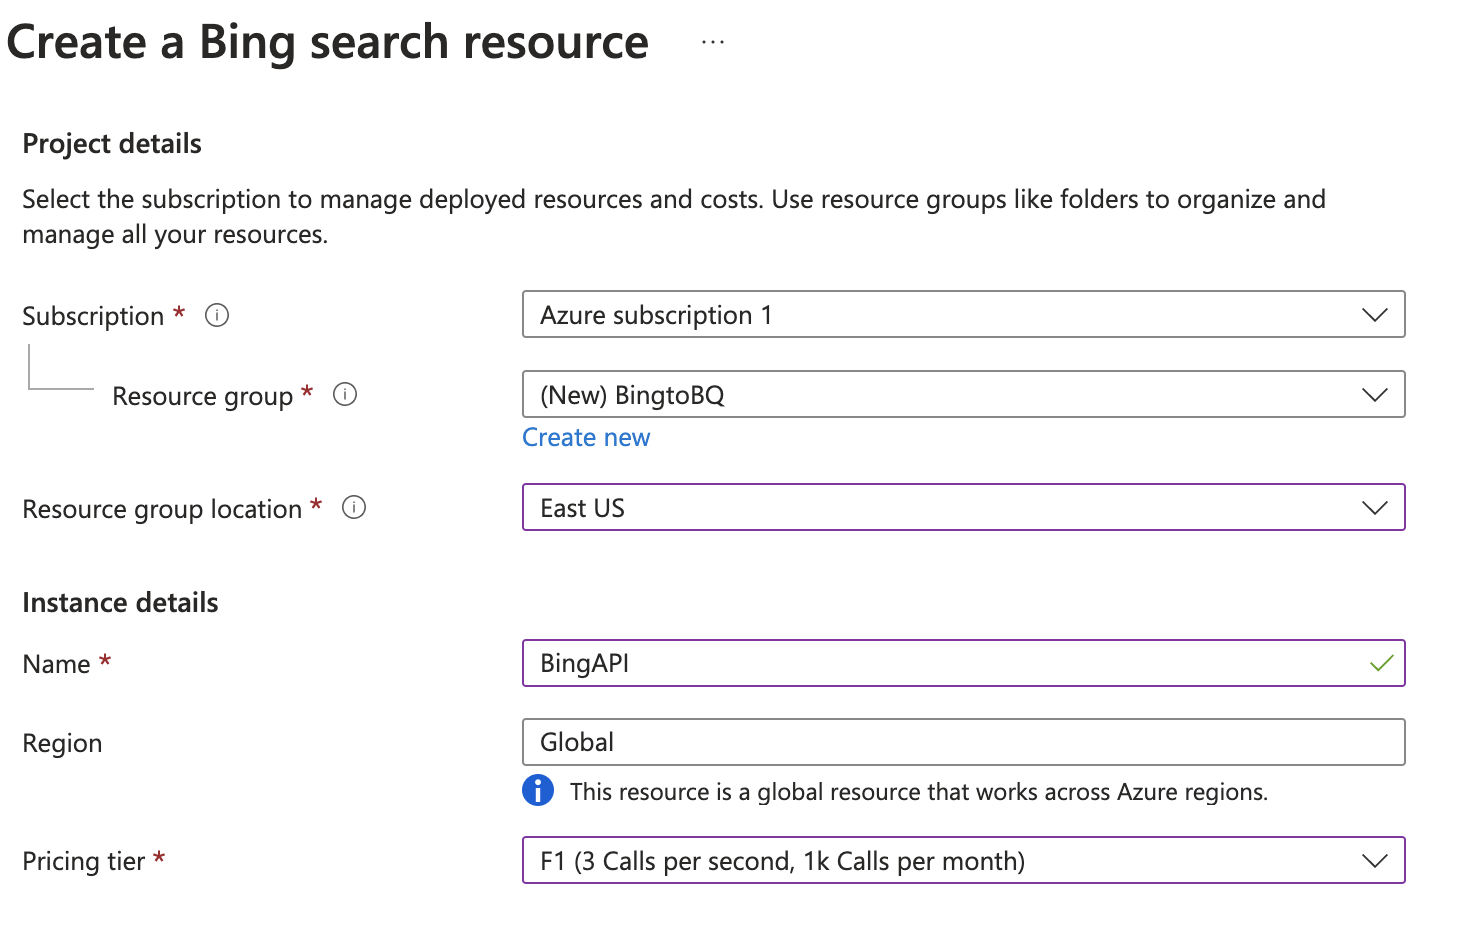 Create a Bing search resource ...
Project details
Select the subscription to manage deployed resources and costs. Use resource groups like folders to organize and
manage all your resources.
Subscription * Azure subscription 1
Resource group * (New) BingtoBQ
Create new
Resource group location * East US
Instance details
Name * BingAPI
Region Global
This resource is a global resource that works across Azure regions.
Pricing tier * F1 (3 Calls per second, 1k Calls per month)